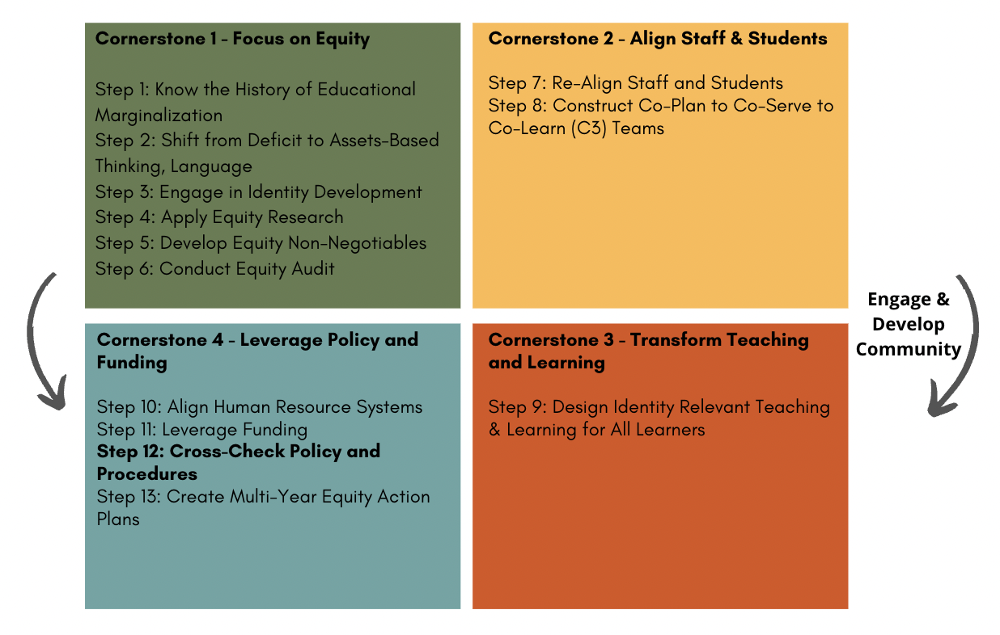 Cornerstone 1 - Focus on Equity
Step 1: Know the History of Educational
Marginalization
Step 2: Shift from Deficit to Assets-Based
Thinking, Language
Step 3: Engage in Identity Development
Step 4: Apply Equity Research
Step 5: Develop Equity Non-Negotiables
Step 6: Conduct Equity Audit
Cornerstone 2 - Align Staff & Students
Step 7: Re-Align Staff and Students
Step 8: Construct Co-Plan to Co-Serve to
Co-Learn (C3) Teams
Engage &
Develop
Community
Cornerstone 4 - Leverage Policy and
Funding
Step 10: Align Human Resource Systems
Step 11: Leverage Funding
Step 12: Cross-Check Policy and
Procedures
Step 13: Create Multi-Year Equity Action
Plans
Cornerstone 3 - Transform Teaching
and Learning
Step 9: Design Identity Relevant Teaching
& Learning for All Learners